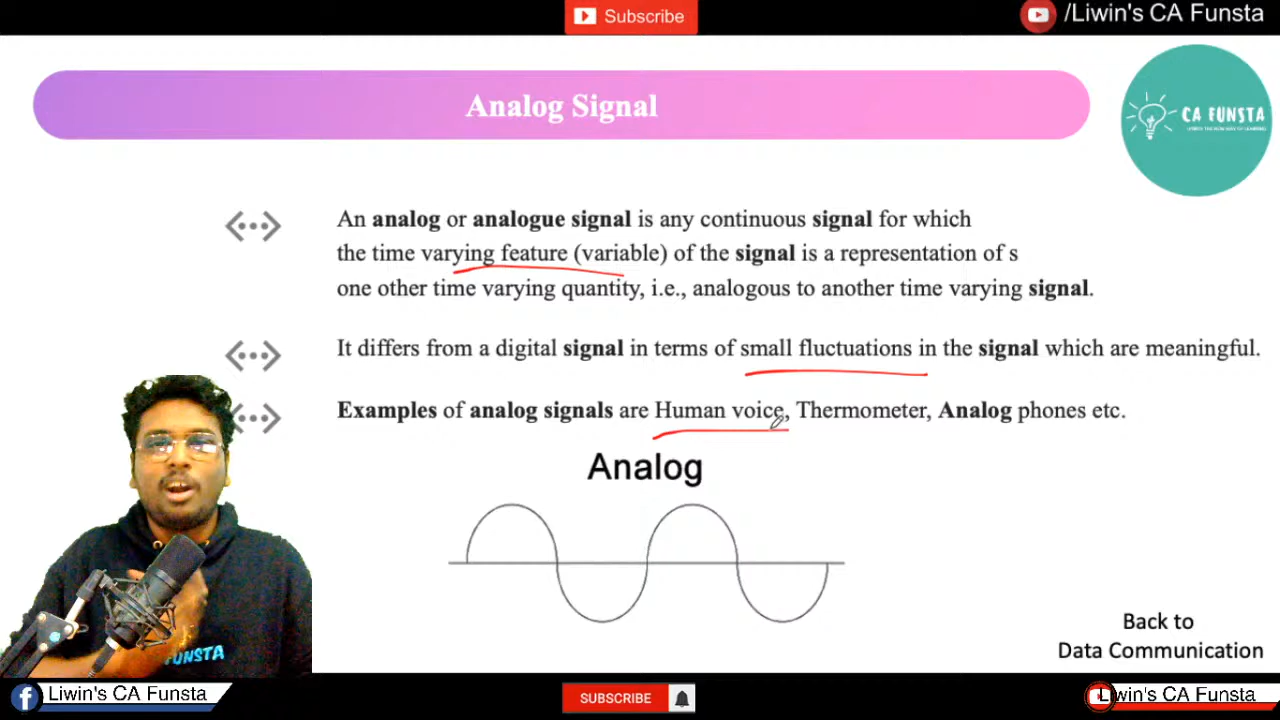 Subscribe
/Liwin's CA Funsta
Analog Signal
CA FUNSTA
An analog or analogue signal is any continuous signal for which
the time varying feature (variable) of the signal is a representation of s
one other time varying quantity, i.e., analogous to another time varying signal.
It differs from a digital signal in terms of small fluctuations in the signal which are meaningful.
Examples of analog signals are Human voice, Thermometer, Analog phones etc.
Analog
FUNSTA
Back to
Data Communication
Liwin's CA Funsta
SUBSCRIBE
Liwin's CA Funsta